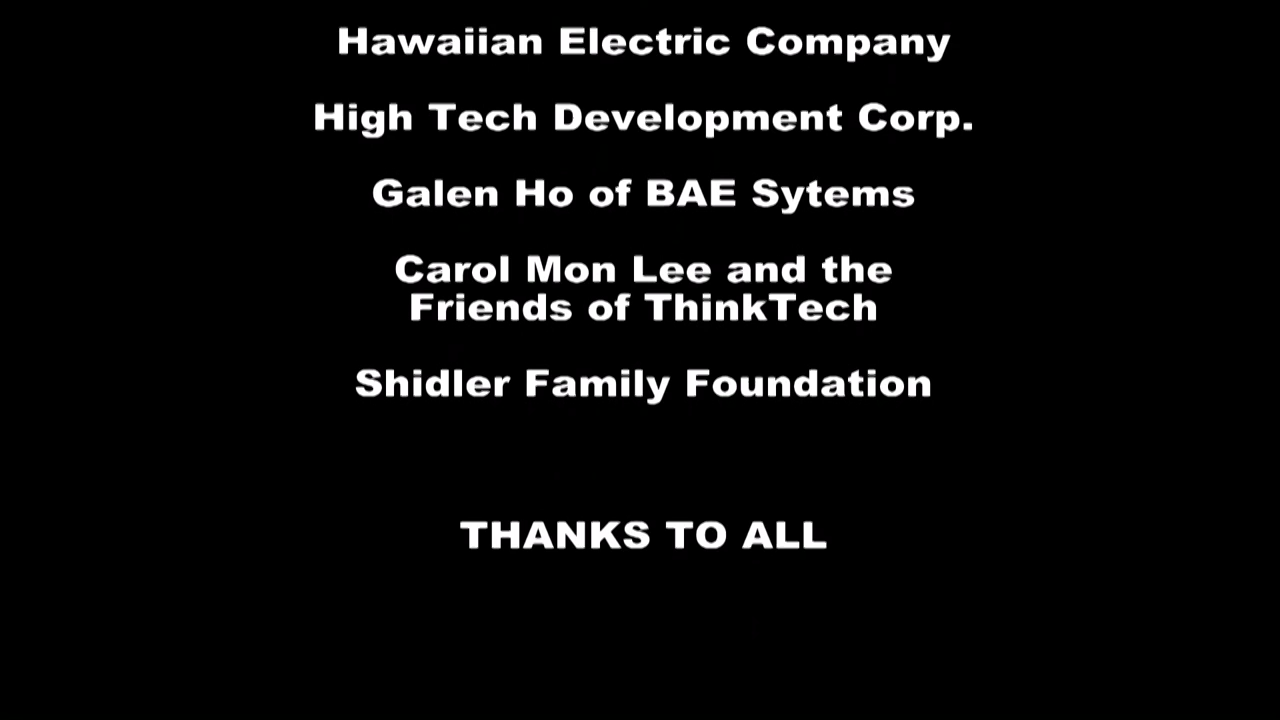 Hawaiian Electric Company
High Tech Development Corp.
Galen Ho of BAE Sytems
Carol Mon Lee and the
Friends of ThinkTech
Shidler Family Foundation
THANKS TO ALL